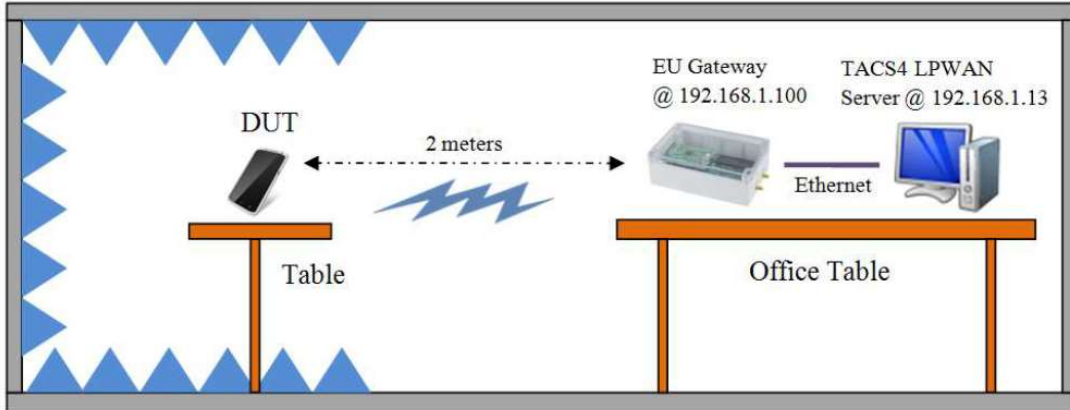 EU Gateway
@ 192.168.1.100
TACS4 LPWAN
Server @ 192.168.1.13
DUT
2 meters
Ethernet
Table
Office Table